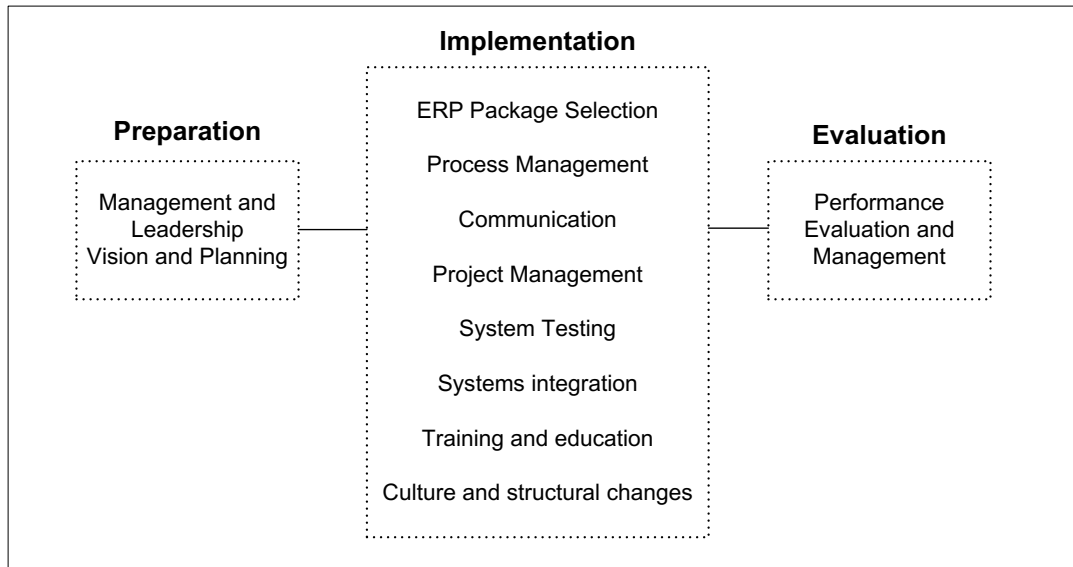 Preparation
Management and
Leadership
Vision and Planning
Implementation
ERP Package Selection
Process Management
Communication
Project Management
System Testing
Systems integration
Training and education
Culture and structural changes
Evaluation
Performance
Evaluation and
Management